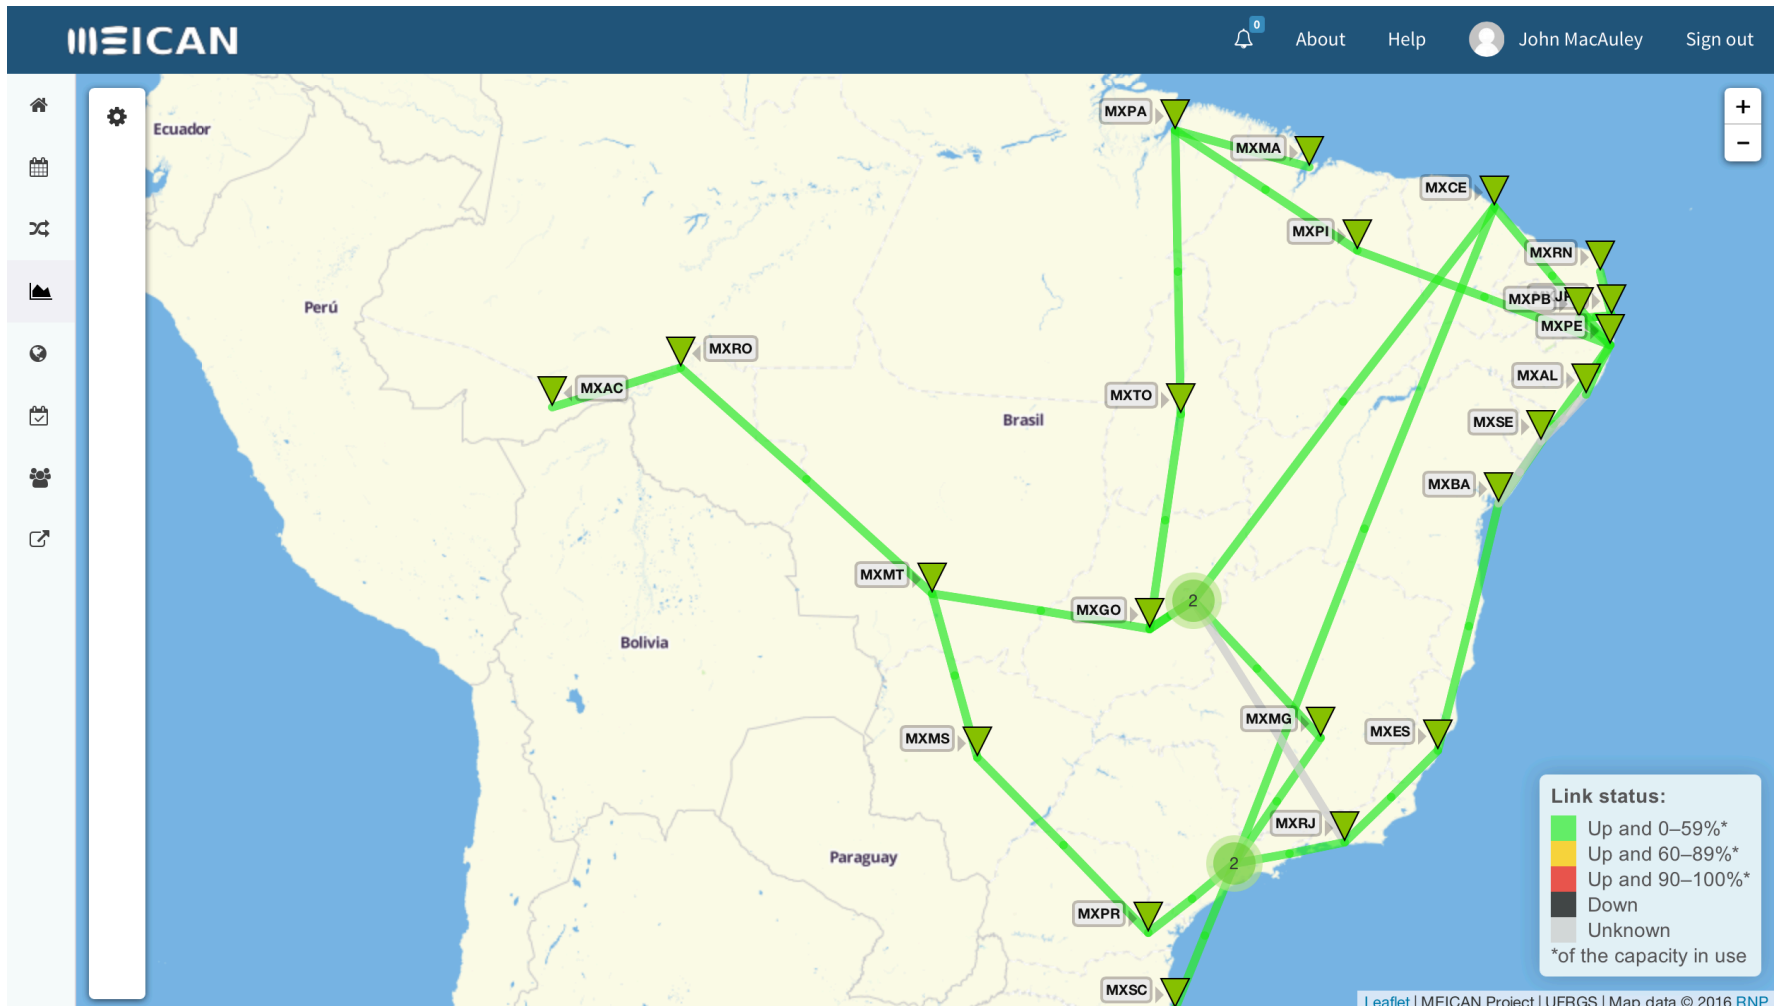 MEICAN
0
About
Help
John MacAuley
Sign out
+
−
Ecuador
MXPA
MXMA
MXCE
MXPI
MXRN
Perú
MXPB
MXPE
MXRO
MXAC
MXAL
MXTO
Brasil
MXSE
MXBA
MXMT
MXGO
2
Bolivia
MXMG
MXES
MXMS
MXRJ
Paraguay
2
MXPR
MXSC
Link status:
Up and 0–59%*
Up and 60–89%*
Up and 90–100%*
Down
Unknown
*of the capacity in use
Leaflet | MEICAN Project | UFRGS | Map data © 2016 RNP